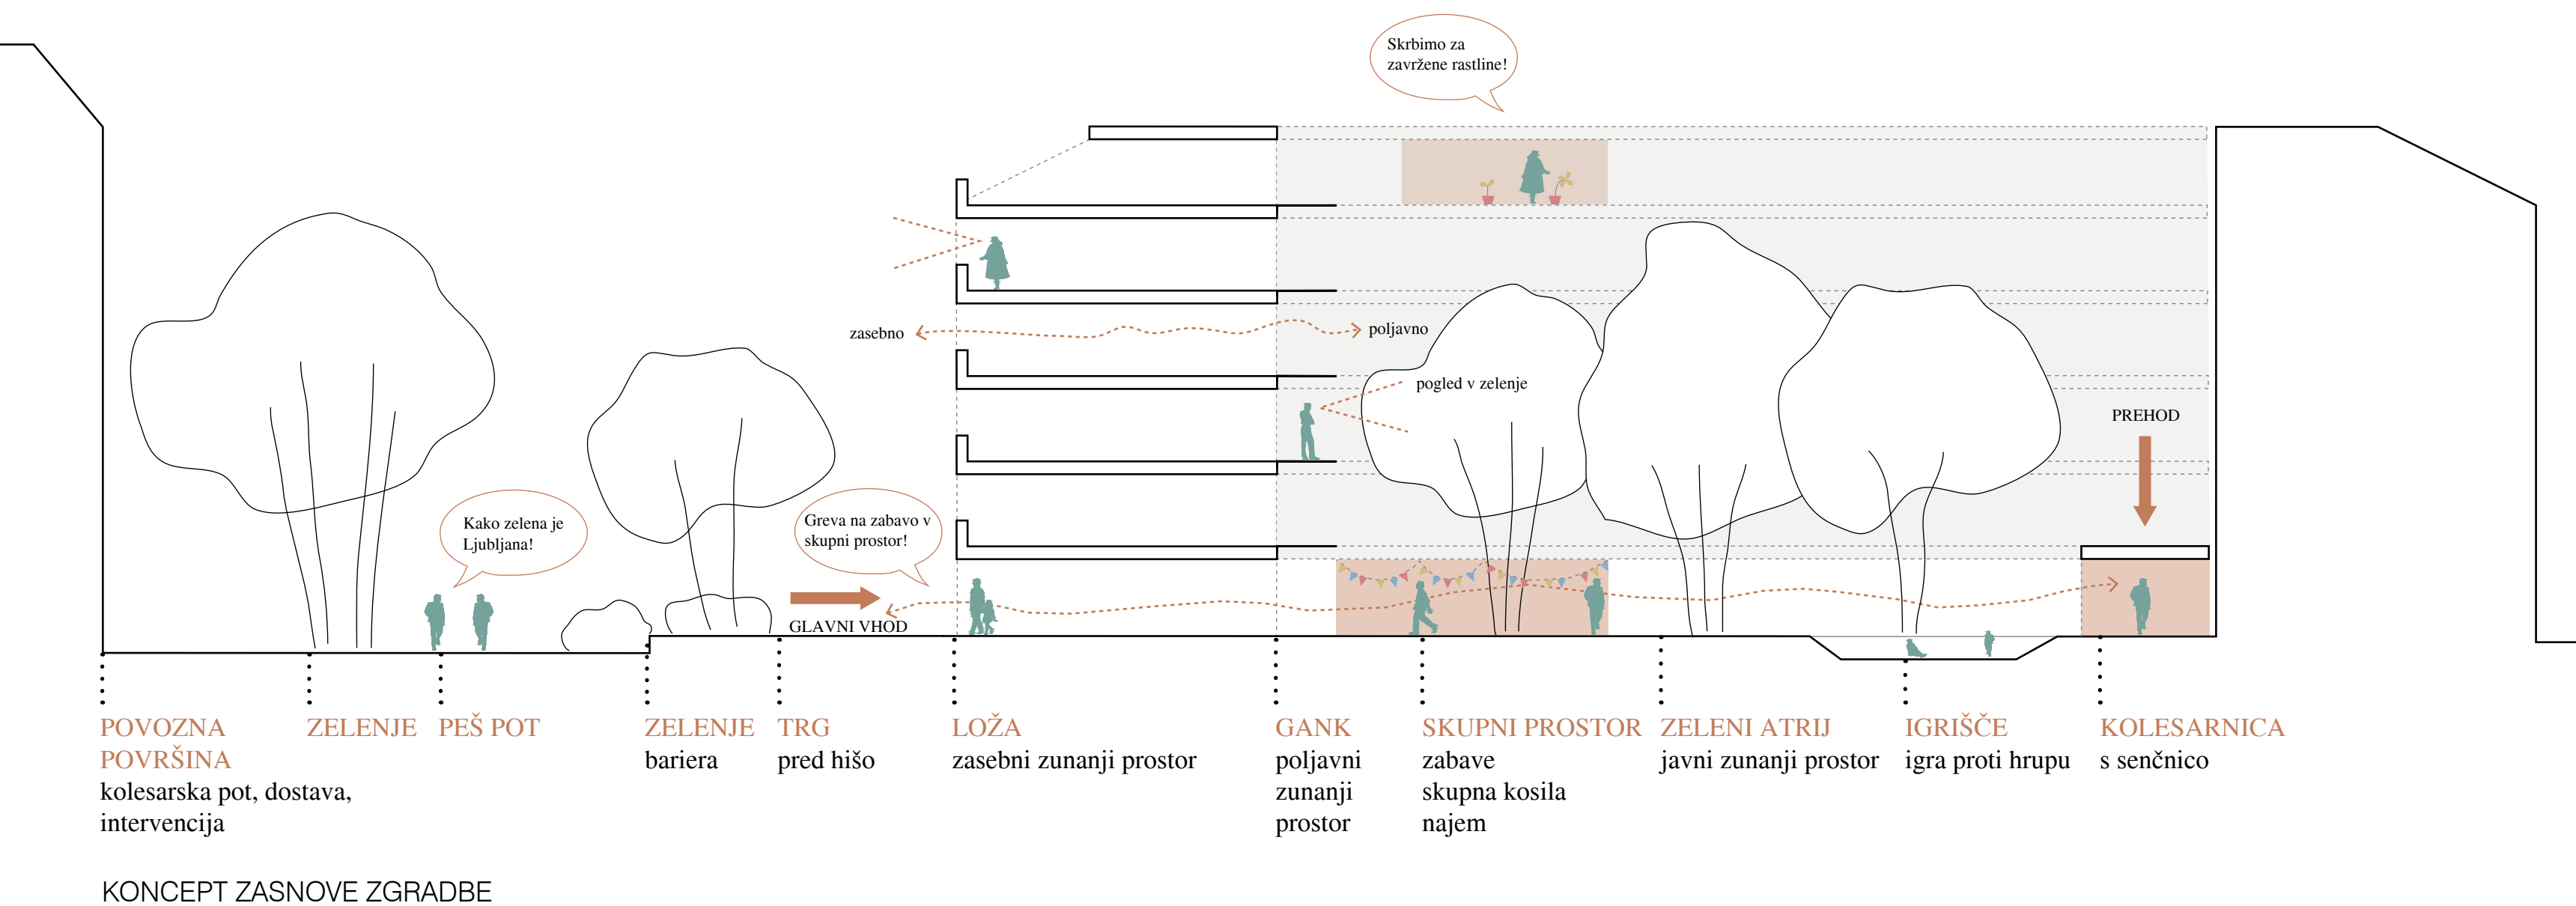 Skrbimo za
zavržene rastline!
zasebno
poljavno
pogled v zelenje
PREHOD
Kako zelena je
Ljubljana!
Greva na zabavo v
skupni prostor!
GLAVNI VHOD
POVOZNA
POVRŠINA
kolesarska pot, dostava,
intervencija
ZELENJE
PEŠ POT
ZELENJE
bariera
TRG
pred hišo
LOŽA
zasebni zunanji prostor
GANK
poljavni
zunanji
prostor
SKUPNI PROSTOR
zabave
skupna kosila
najem
ZELENI ATRIJ
javni zunanji prostor
IGRIŠČE
igra proti hrupu
KOLESARNICA
s senčnico
KONCEPT ZASNOVE ZGRADBE